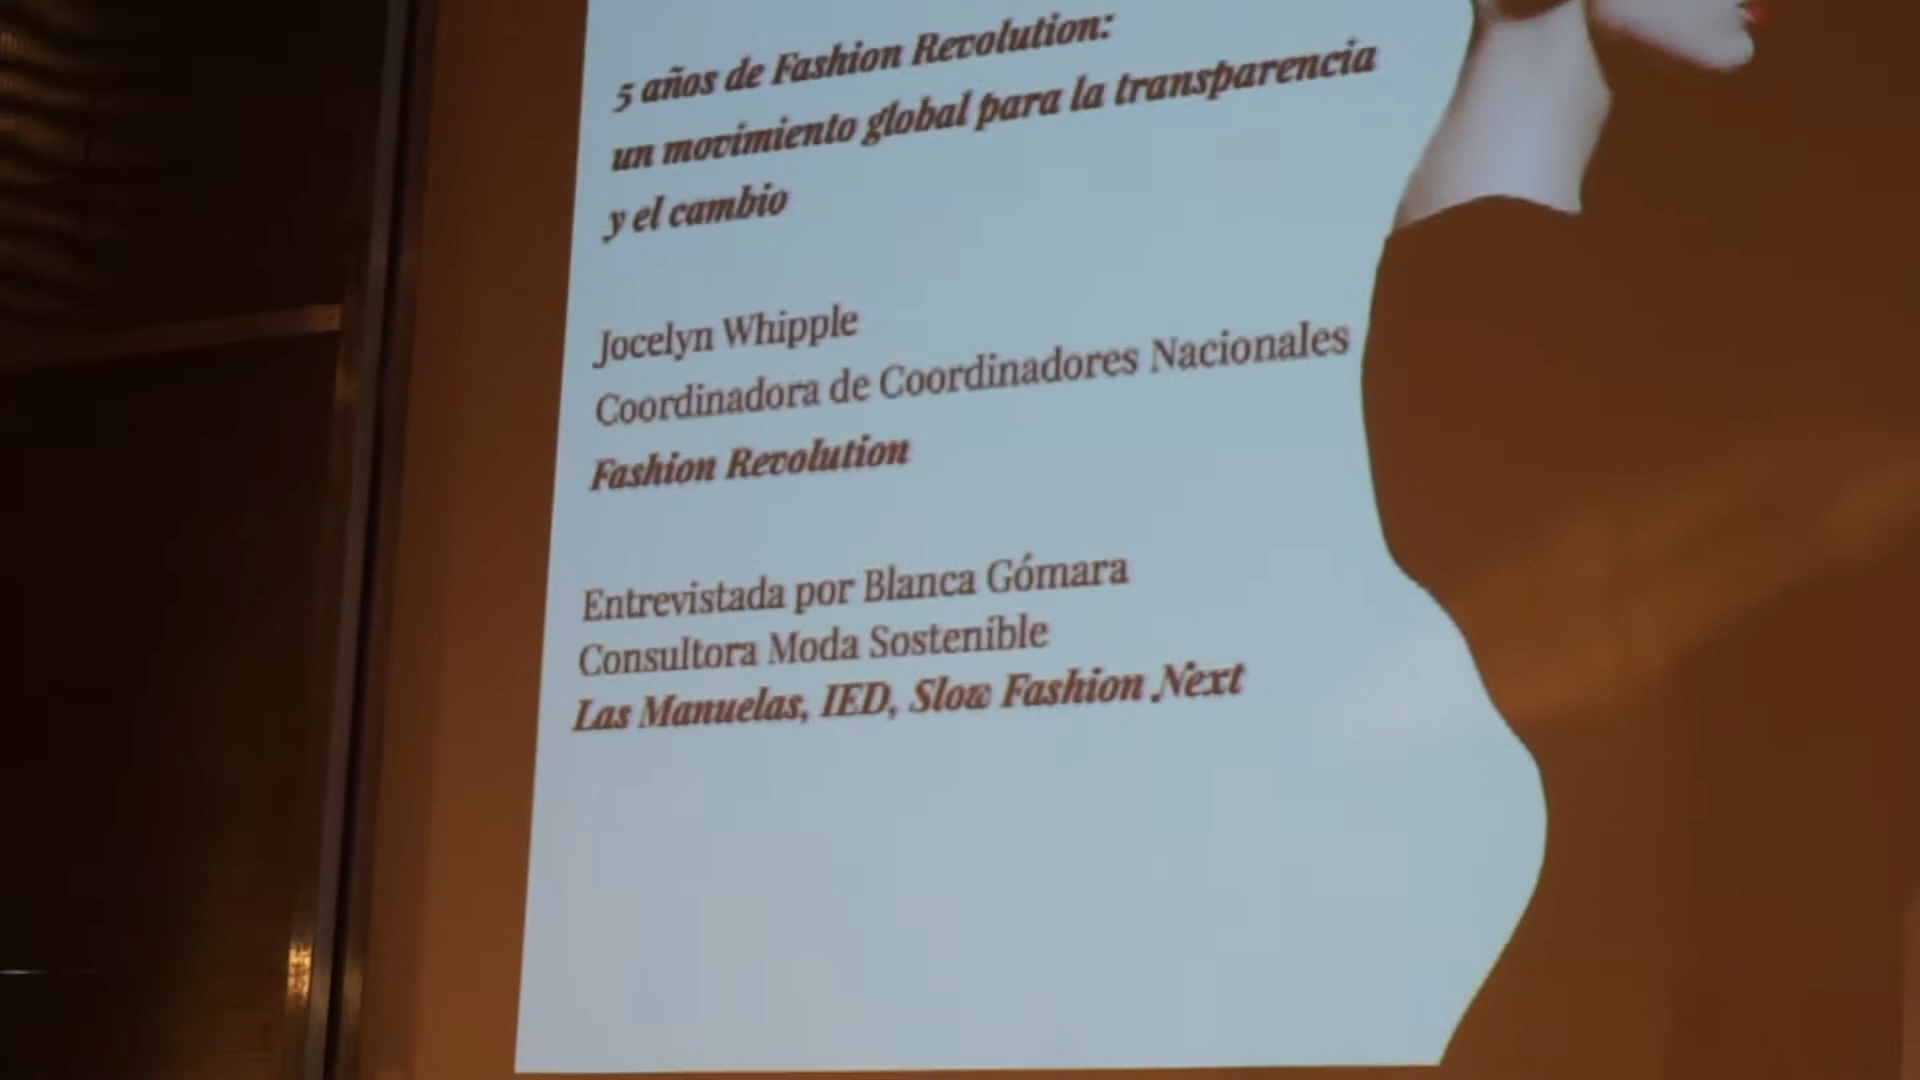 5 años de Fashion Revolution:
un movimiento global para la transparencia
y el cambio
Jocelyn Whipple
Coordinadora de Coordinadores Nacionales
Fashion Revolution
Entrevistada por Blanca Gómara
Consultora Moda Sostenible
Las Manuelas, IED, Slow Fashion Next